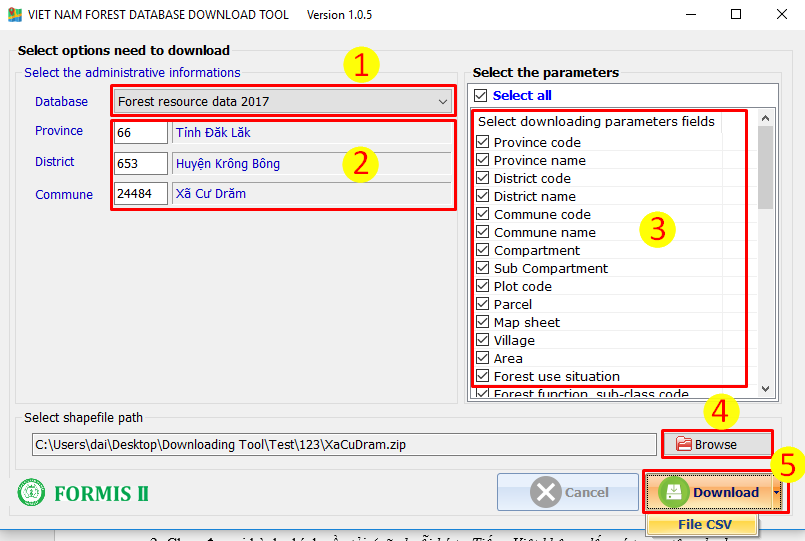 VIET NAM FOREST DATABASE DOWNLOAD TOOL Version 1.0.5
Select options need to download
Select the administrative informations
1
Database
Forest resource data 2017
Province
66
Tỉnh Đăk Lăk
District
653
Huyện Krông Bông
2
Commune
24484
Xã Cư Drăm
Select the parameters
Select all
Select downloading parameters fields
Province code
Province name
District code
District name
Commune code
Commune name
3
Compartment
Sub Compartment
Plot code
Parcel
Map sheet
Village
Area
Forest use situation
Forest function, sub-class code
4
Select shapefile path
C:\Users\dai\Desktop\Downloading Tool\Test\123\XaCuDram.zip
Browse
5
FORMIS II
Cancel
Download
File CSV